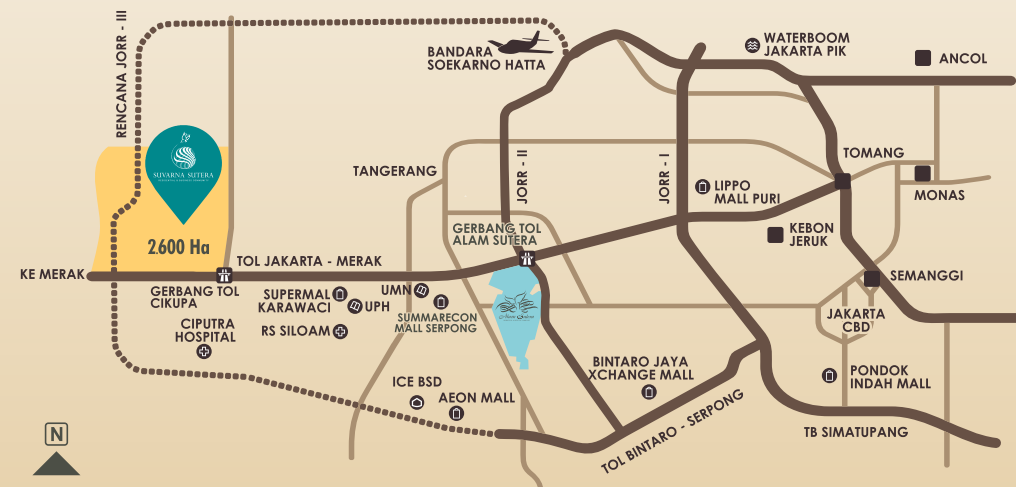 RENCANA JORR - III
BANDARA
SOEKARNO HATTA
WATERBOOM
JAKARTA PIK
ANCOL
SUVARNA SUTERA
2.600 Ha
TANGERANG
JORR - II
JORR - I
TOMANG
LIPPO
MALL PURI
MONAS
GERBANG TOL
ALAM SUTERA
KEBON
JERUK
KE MERAK
TOL JAKARTA - MERAK
SEMANGGI
GERBANG TOL
CIKUPA
SUPERMAL
KARAWACI
UPH
UMN
SUMMARECON
MALL SERPONG
Alam Sutera
JAKARTA
CBD
CIPUTRA
HOSPITAL
RS SILOAM
BINTARO JAYA
XCHANGE MALL
PONDOK
INDAH MALL
ICE BSD
AEON MALL
TOL BINTARO - SERPONG
TB SIMATUPANG
N